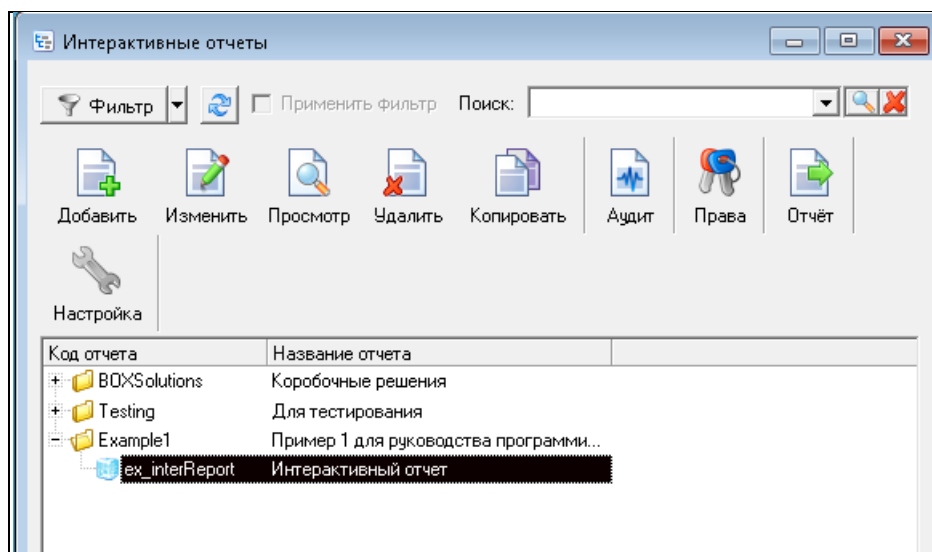 Интерактивные отчеты
Фильтр Применить фильтр Поиск:
Добавить Изменить Просмотр Удалить Копировать Аудит Права Отчёт
Настройка
Код отчета Название отчета
BOXSolutions Коробочные решения
Testing Для тестирования
Example1 Пример 1 для руководства программи...
ex_interReport Интерактивный отчет